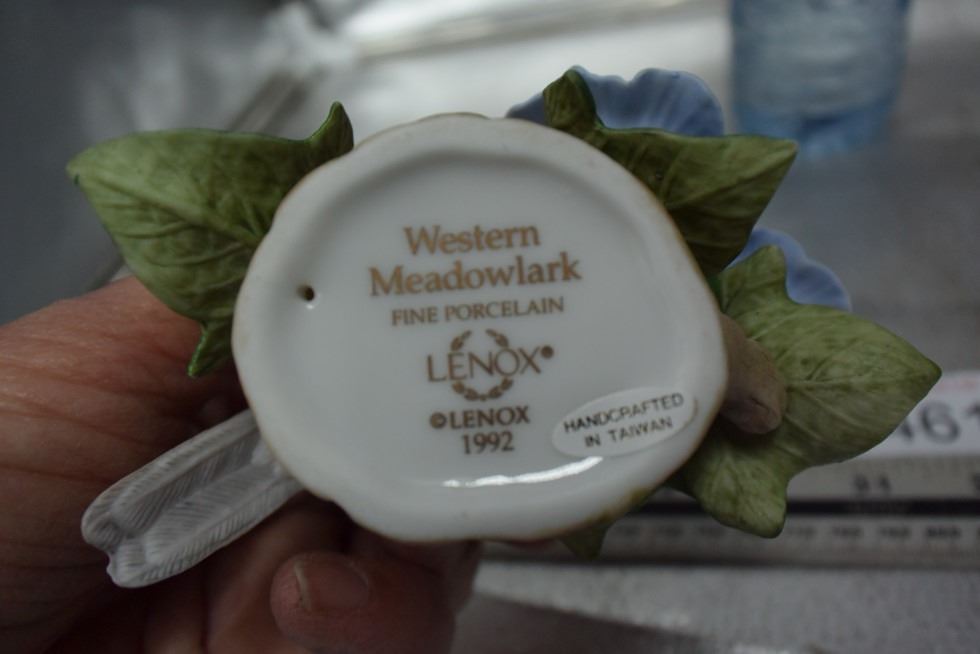 Western
Meadowlark
FINE PORCELAIN
LENOX®
©LENOX
1992
HANDCRAFTED
IN TAIWAN